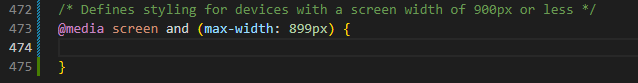 472 /* Defines styling for devices with a screen width of 900px or less */
473 @media screen and (max-width: 899px) {
474
475 }